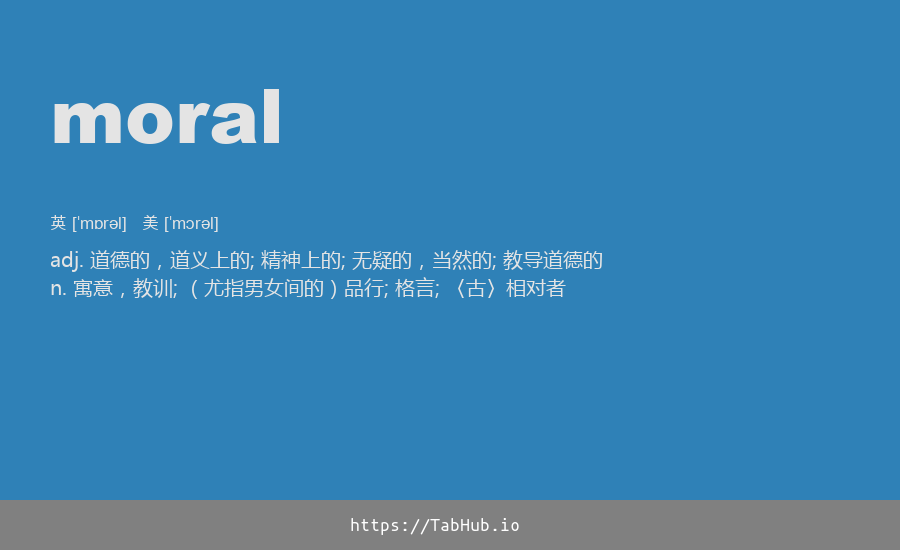 moral
英 [ˈmɒrəl] 美 [ˈmɔrəl]
adj. 道德的，道义上的; 精神上的; 无疑的，当然的; 教导道德的
n. 寓意，教训; （尤指男女间的）品行; 格言; 〈古〉相对者
https://TabHub.io